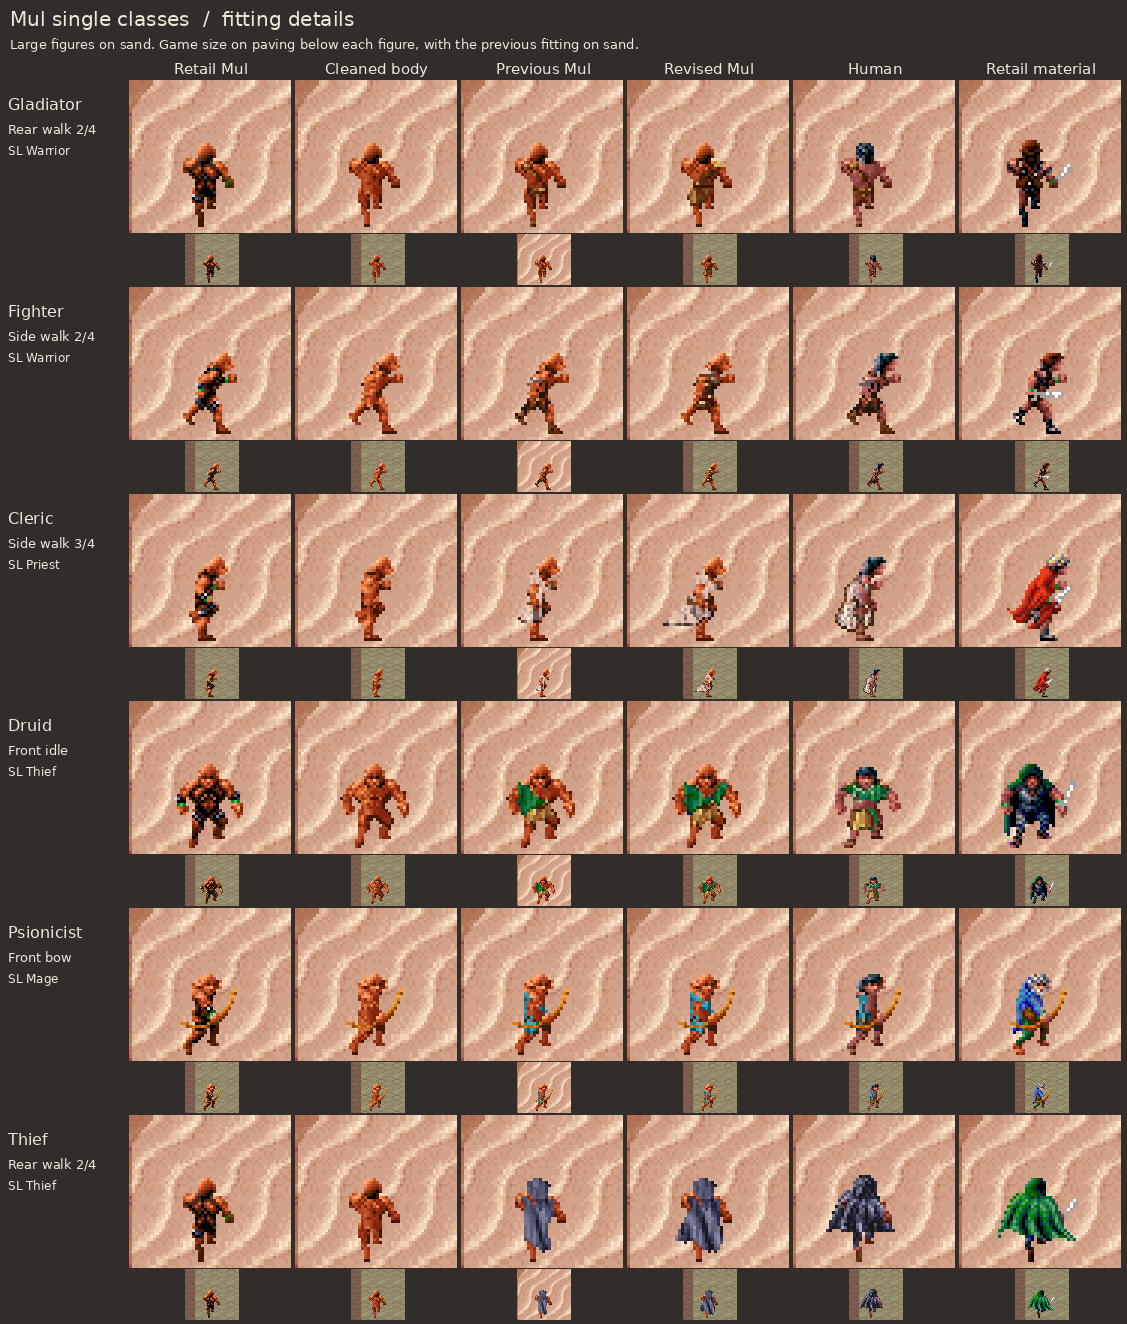 Mul single classes  /  fitting details
Large figures on sand. Game size on paving below each figure, with the previous fitting on sand.
Retail Mul Cleaned body Previous Mul Revised Mul Human Retail material
Gladiator
Rear walk 2/4
SL Warrior
Fighter
Side walk 2/4
SL Warrior
Cleric
Side walk 3/4
SL Priest
Druid
Front idle
SL Thief
Psionicist
Front bow
SL Mage
Thief
Rear walk 2/4
SL Thief